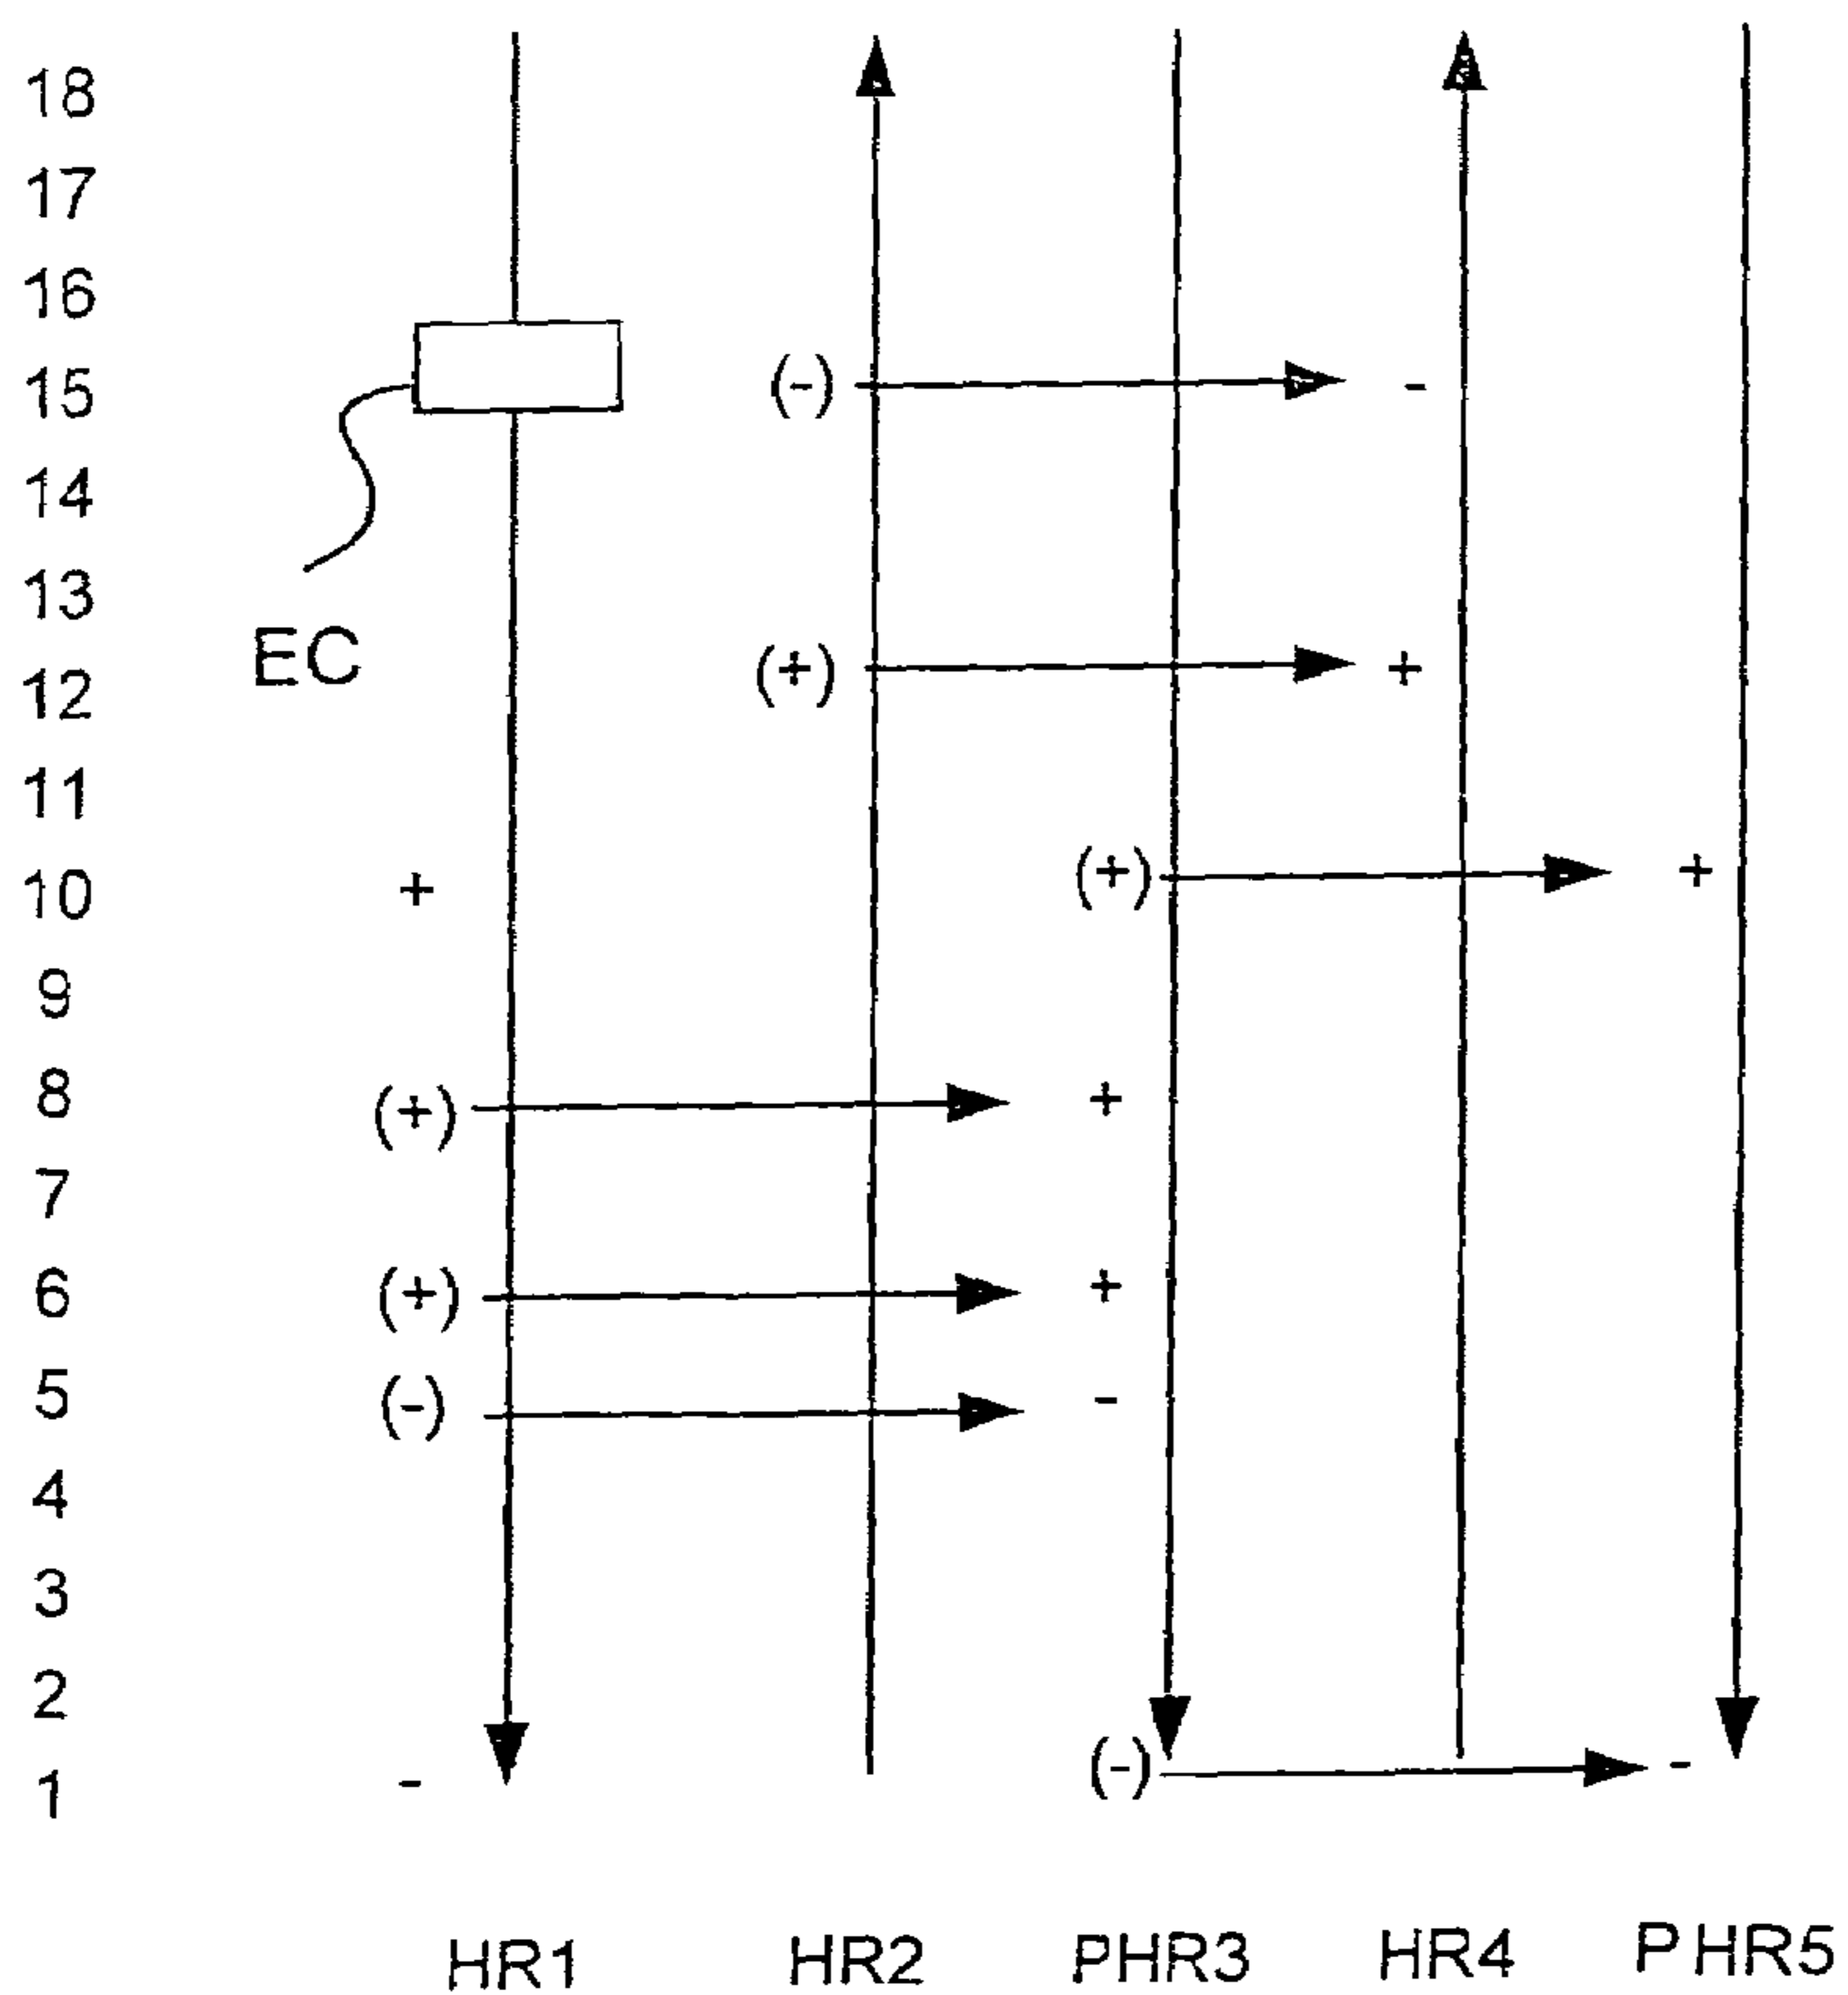 18
17
16
15 (-) -
14
13
EC
12 (+) +
11
10 + (+) +
9
8 (+) +
7
6 (+) +
5 (-) -
4
3
2
1 - (-) -
HR1 HR2 PHR3 HR4 PHR5